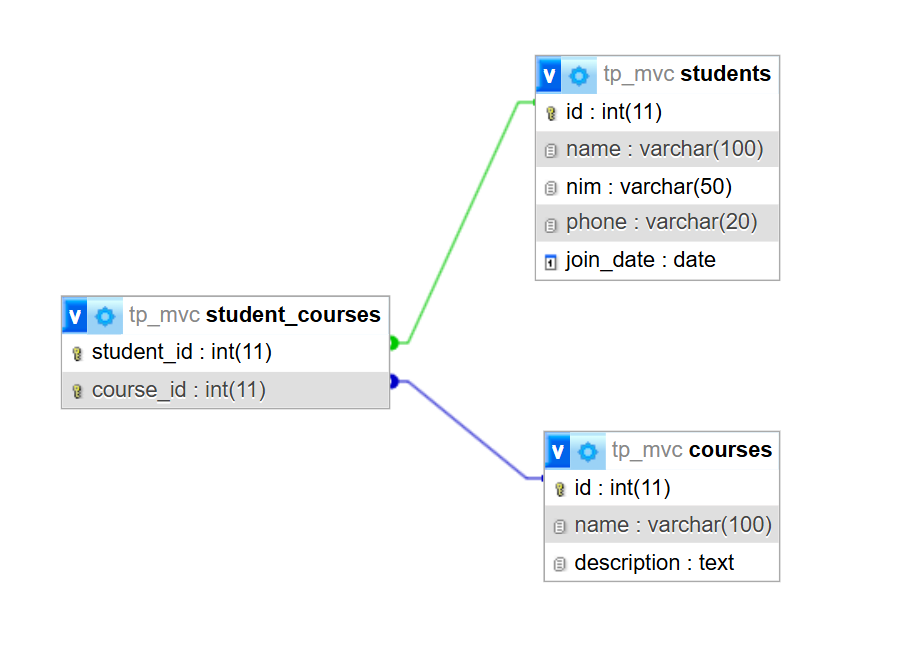 V tp_mvc students
id : int(11)
name : varchar(100)
nim : varchar(50)
phone : varchar(20)
1 join_date : date
V tp_mvc student_courses
student_id : int(11)
course_id : int(11)
V tp_mvc courses
id : int(11)
name : varchar(100)
description : text